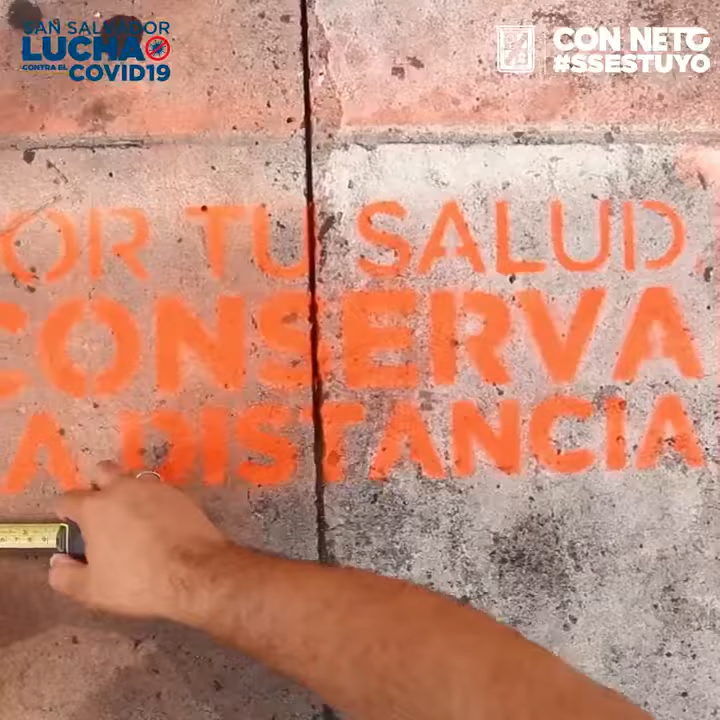 SAN SALVADOR
LUCHA
CONTRA EL
COVID19
CON NETO
#SSESTUYO
OR TU SALUD,
CONSERVA
A DISTANCIA